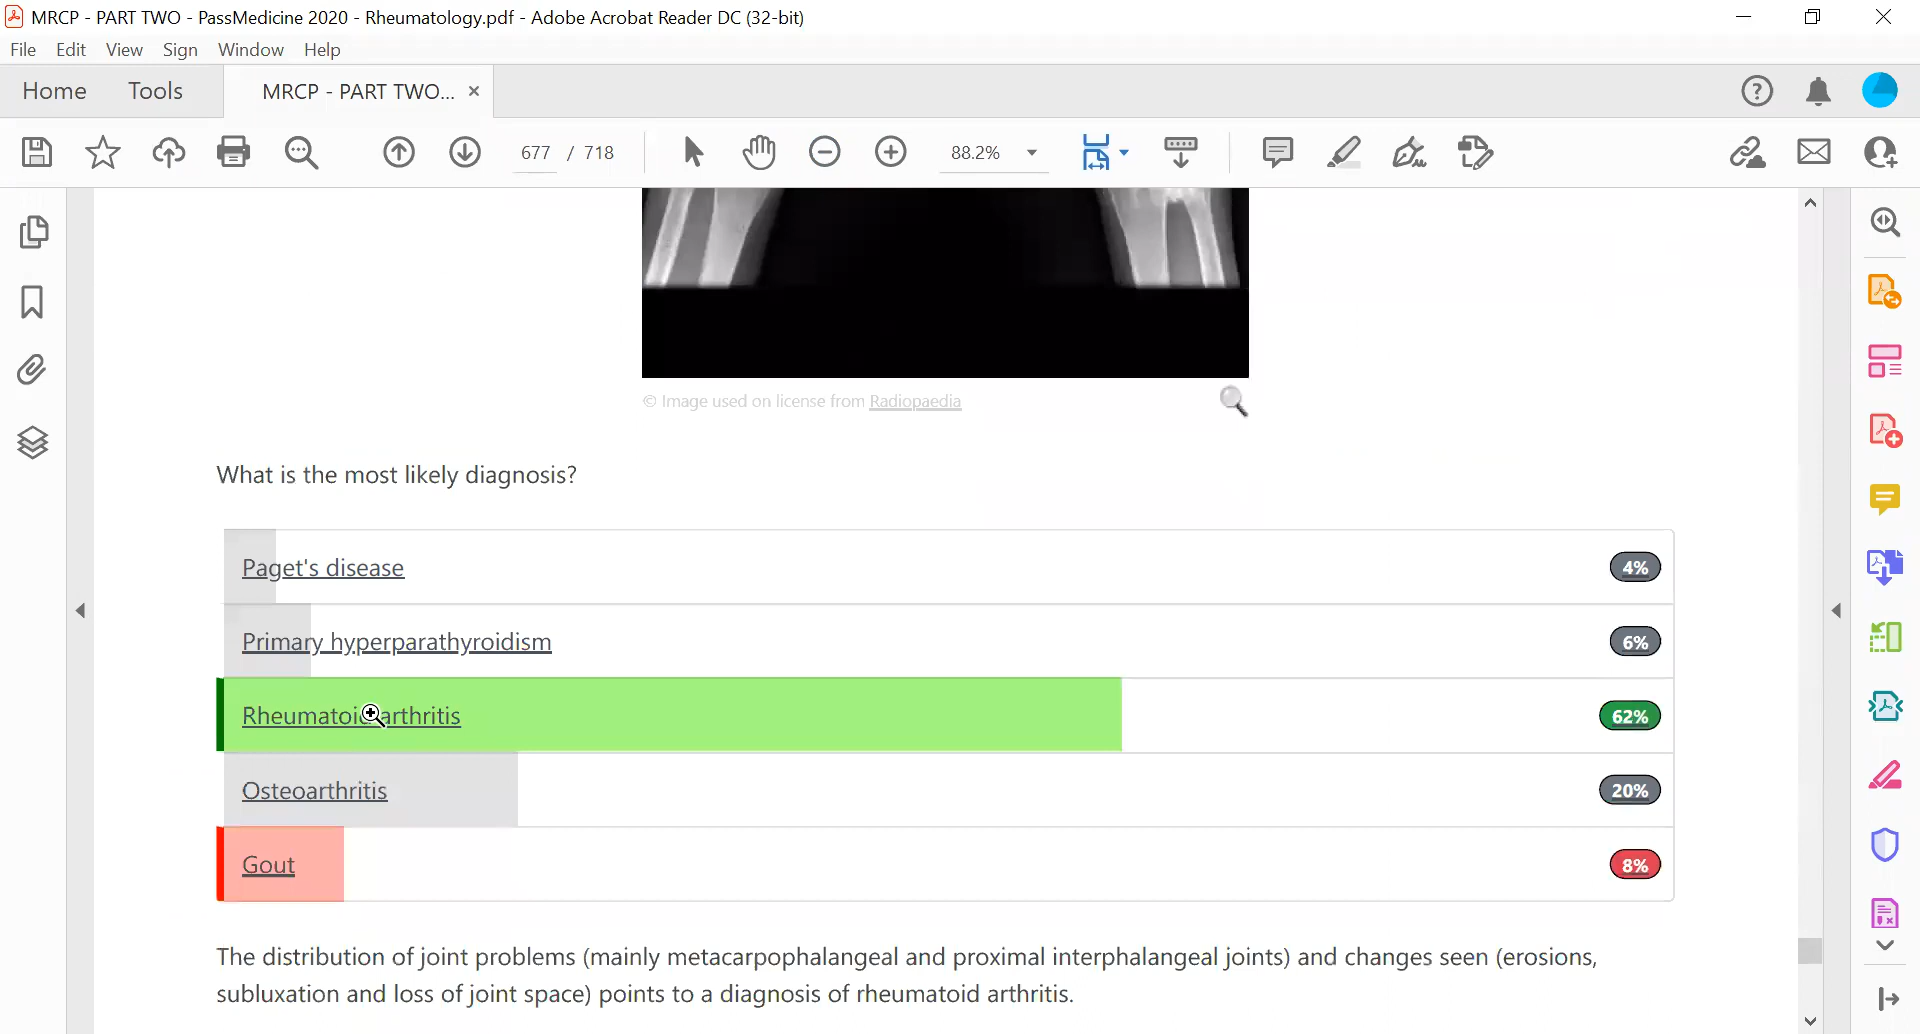 MRCP - PART TWO - PassMedicine 2020 - Rheumatology.pdf - Adobe Acrobat Reader DC (32-bit)
File Edit View Sign Window Help
Home Tools MRCP - PART TWO... ×
677 / 718 88.2%
© Image used on license from Radiopaedia
What is the most likely diagnosis?
Paget's disease 4%
Primary hyperparathyroidism 6%
Rheumatoid arthritis 62%
Osteoarthritis 20%
Gout 8%
The distribution of joint problems (mainly metacarpophalangeal and proximal interphalangeal joints) and changes seen (erosions,
subluxation and loss of joint space) points to a diagnosis of rheumatoid arthritis.